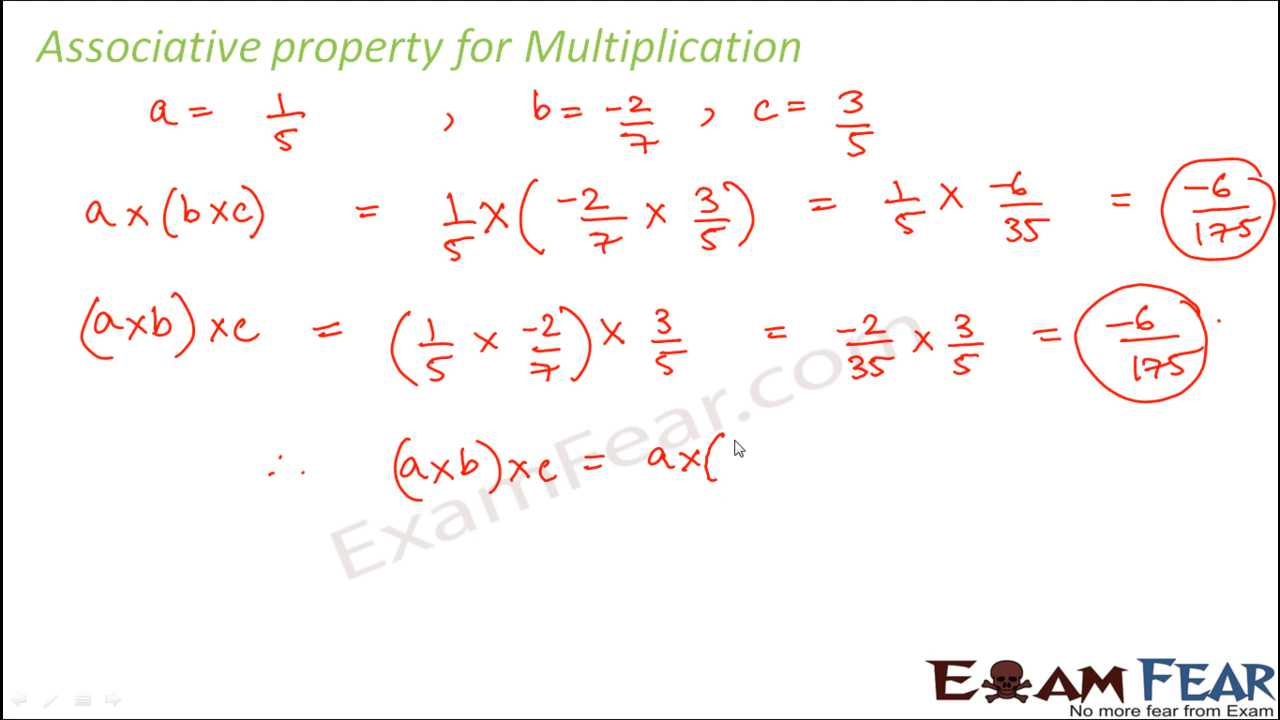 Associative property for Multiplication
a = 1/5 , b = -2/7 , c = 3/5
a x (b x c) = 1/5 x (-2/7 x 3/5) = 1/5 x -6/35 = -6/175
(a x b) x c = (1/5 x -2/7) x 3/5 = -2/35 x 3/5 = -6/175
∴ (a x b) x c = a x (
ExamFear.com
EXAM FEAR
No more fear from Exam